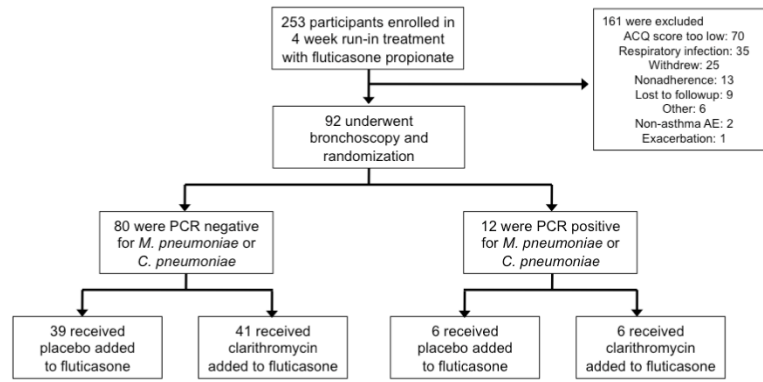 253 participants enrolled in
4 week run-in treatment
with fluticasone propionate
161 were excluded
ACQ score too low: 70
Respiratory infection: 35
Withdrew: 25
Nonadherence: 13
Lost to followup: 9
Other: 6
Non-asthma AE: 2
Exacerbation: 1
92 underwent
bronchoscopy and
randomization
80 were PCR negative
for M. pneumoniae or
C. pneumoniae
12 were PCR positive
for M. pneumoniae or
C. pneumoniae
39 received
placebo added
to fluticasone
41 received
clarithromycin
added to fluticasone
6 received
placebo added
to fluticasone
6 received
clarithromycin
added to fluticasone